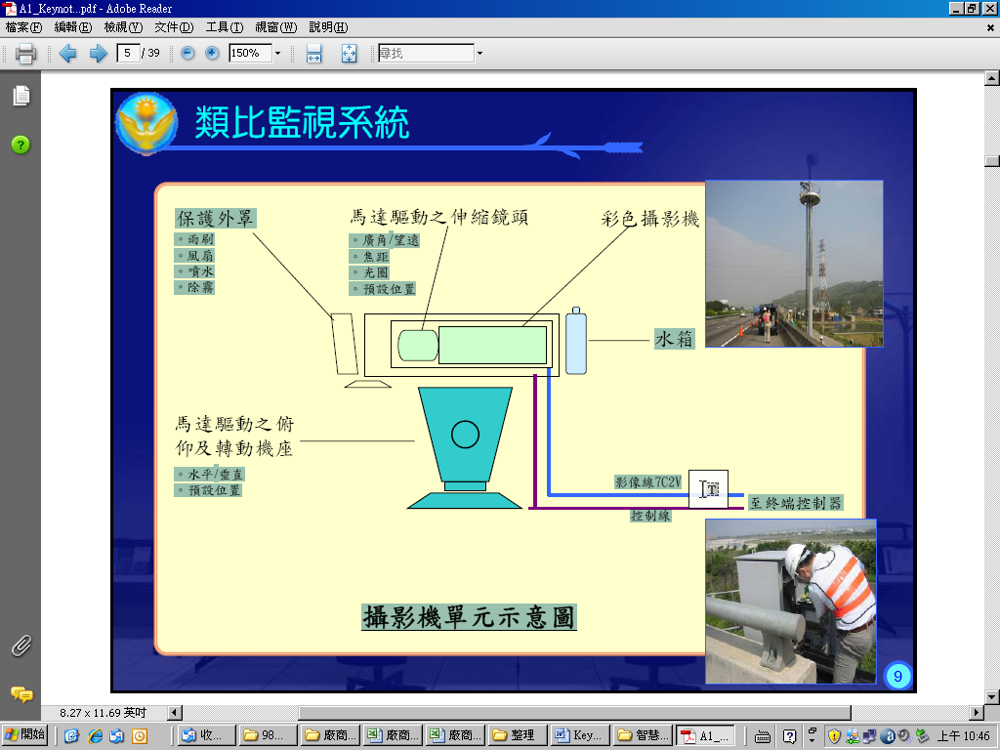 A1_Keynot...pdf - Adobe Reader
檔案(F) 編輯(E) 檢視(V) 文件(D) 工具(T) 視窗(W) 說明(H)
5 / 39 150% 尋找
類比監視系統
保護外罩
。雨刷
。風扇
。噴水
。除霧
馬達驅動之伸縮鏡頭
。廣角/望遠
。焦距
。光圈
。預設位置
彩色攝影機
水箱
馬達驅動之俯
仰及轉動機座
。水平/垂直
。預設位置
影像線7C2V
控制線
至終端控制器
攝影機單元示意圖
9
8.27 x 11.69 英吋
開始 收... 98... 廠商... 廠商... 廠商... 整理 Key... 智慧... A1_... 上午 10:46